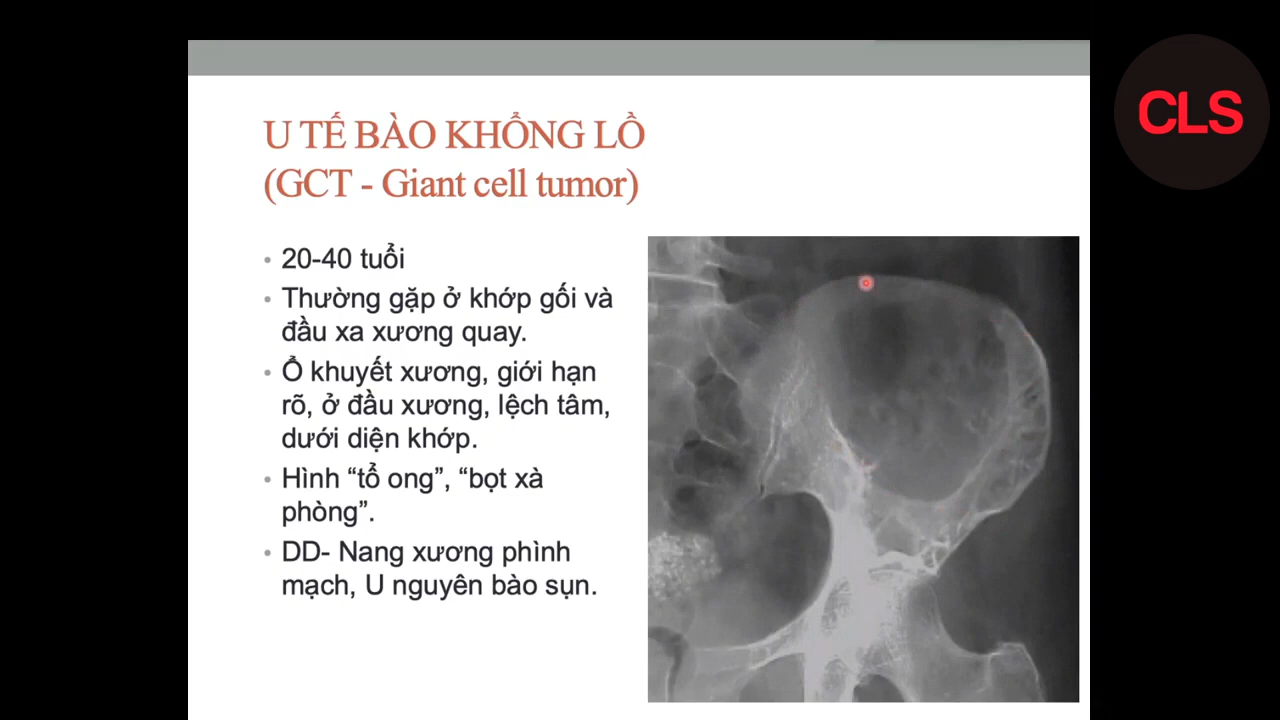 CLS
U TẾ BÀO KHỔNG LỒ
(GCT - Giant cell tumor)
• 20-40 tuổi
• Thường gặp ở khớp gối và
đầu xa xương quay.
• Ổ khuyết xương, giới hạn
rõ, ở đầu xương, lệch tâm,
dưới diện khớp.
• Hình “tổ ong”, “bọt xà
phòng”.
• DD- Nang xương phình
mạch, U nguyên bào sụn.